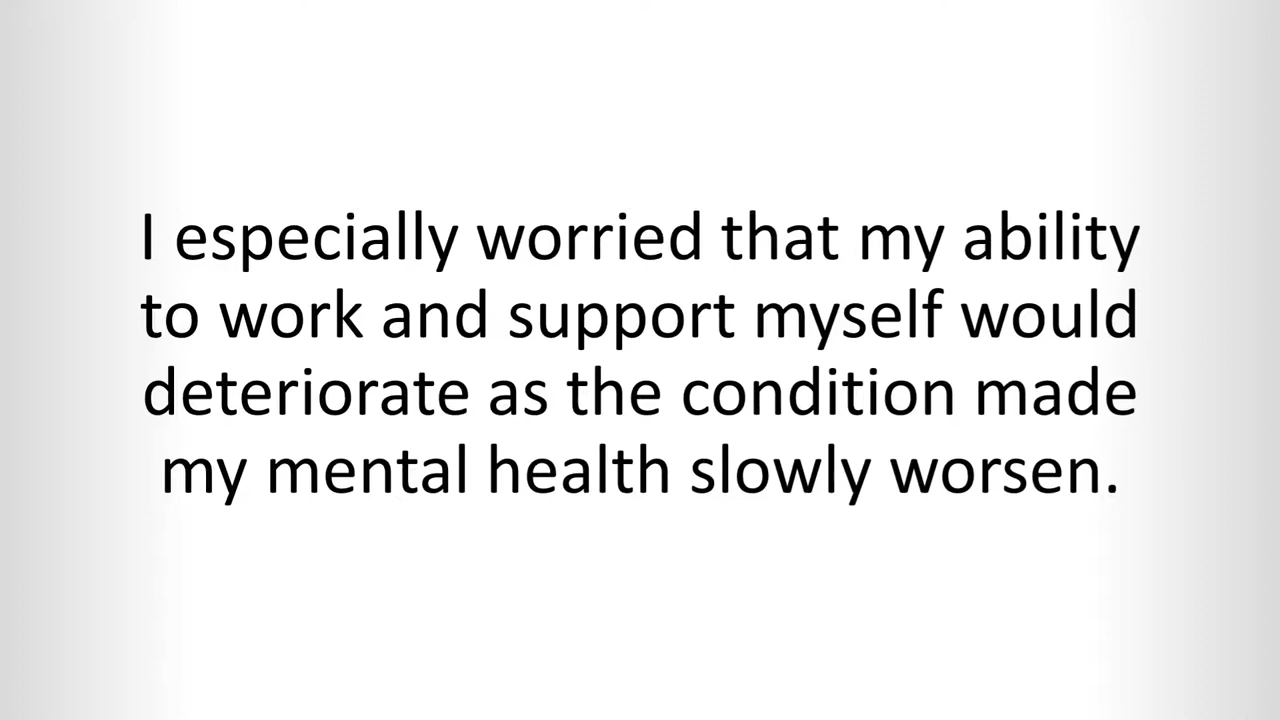 I especially worried that my ability
to work and support myself would
deteriorate as the condition made
my mental health slowly worsen.